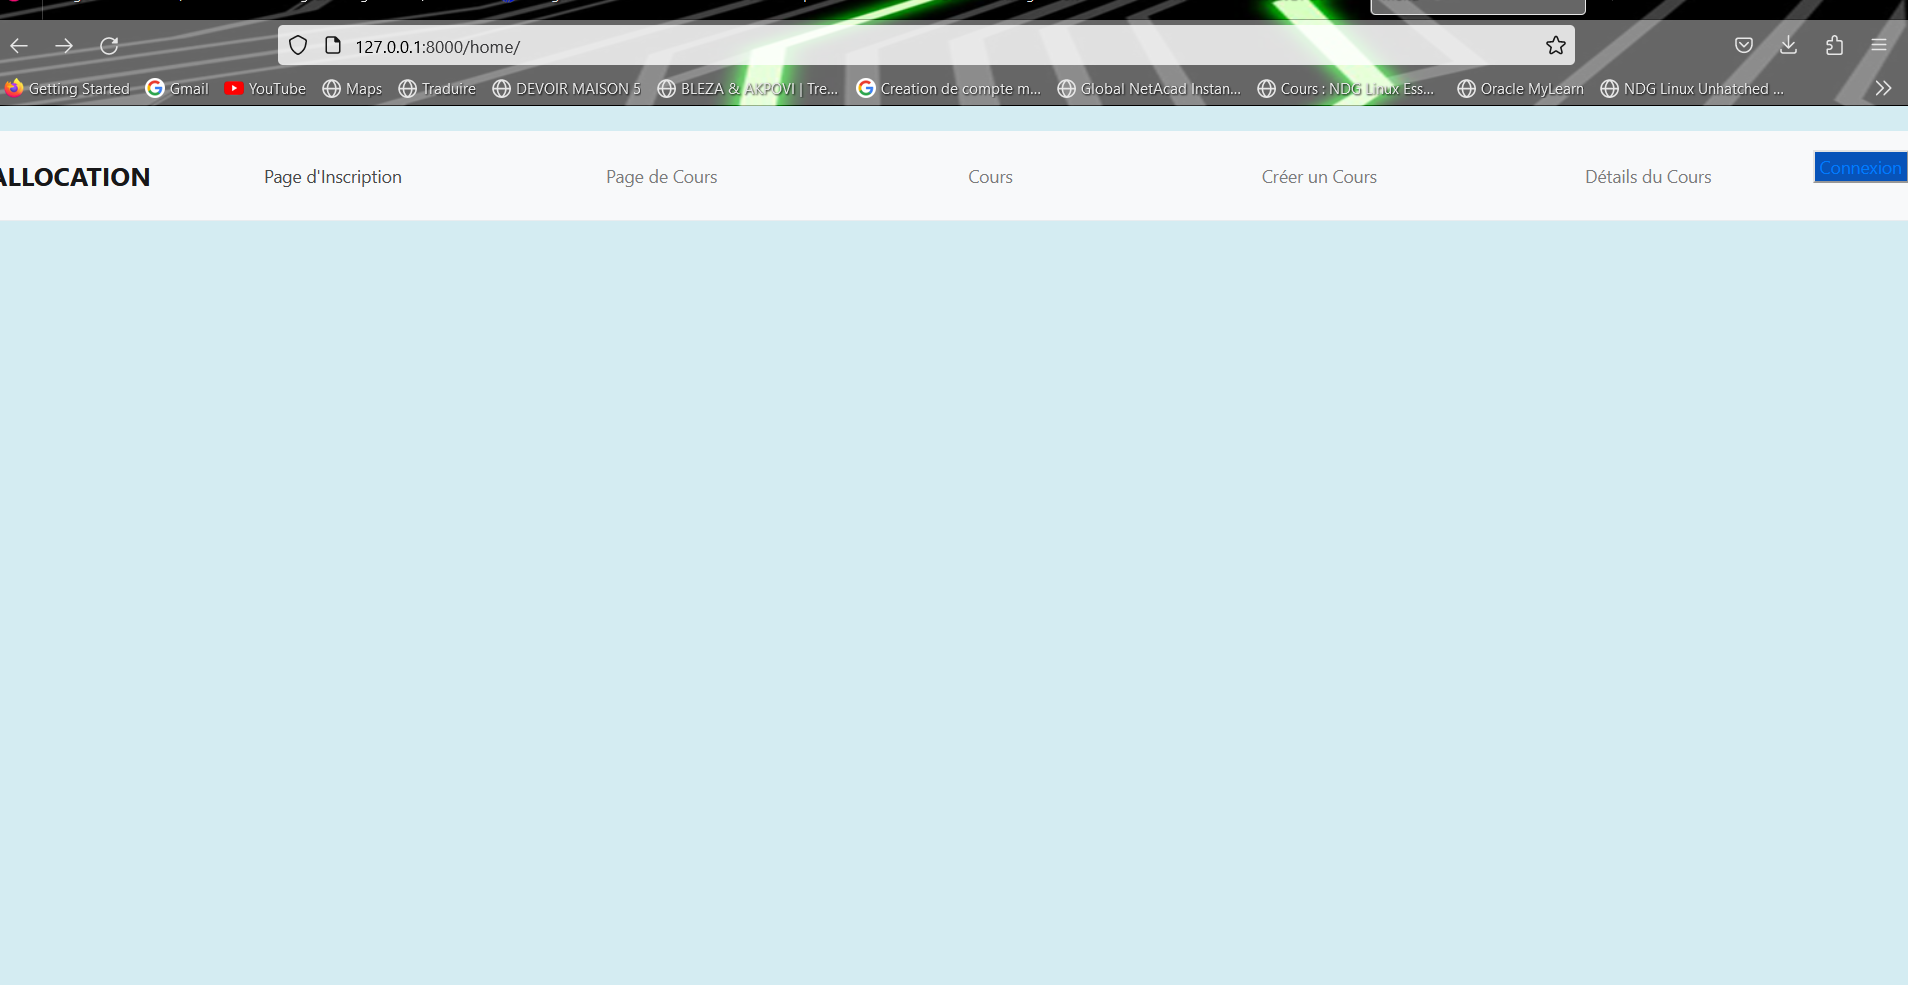 127.0.0.1:8000/home/
Getting Started Gmail YouTube Maps Traduire DEVOIR MAISON 5 BLEZA & AKPOVI | Tre... Creation de compte m... Global NetAcad Instan... Cours : NDG Linux Ess... Oracle MyLearn NDG Linux Unhatched ...
ALLOCATION Page d'Inscription Page de Cours Cours Créer un Cours Détails du Cours Connexion